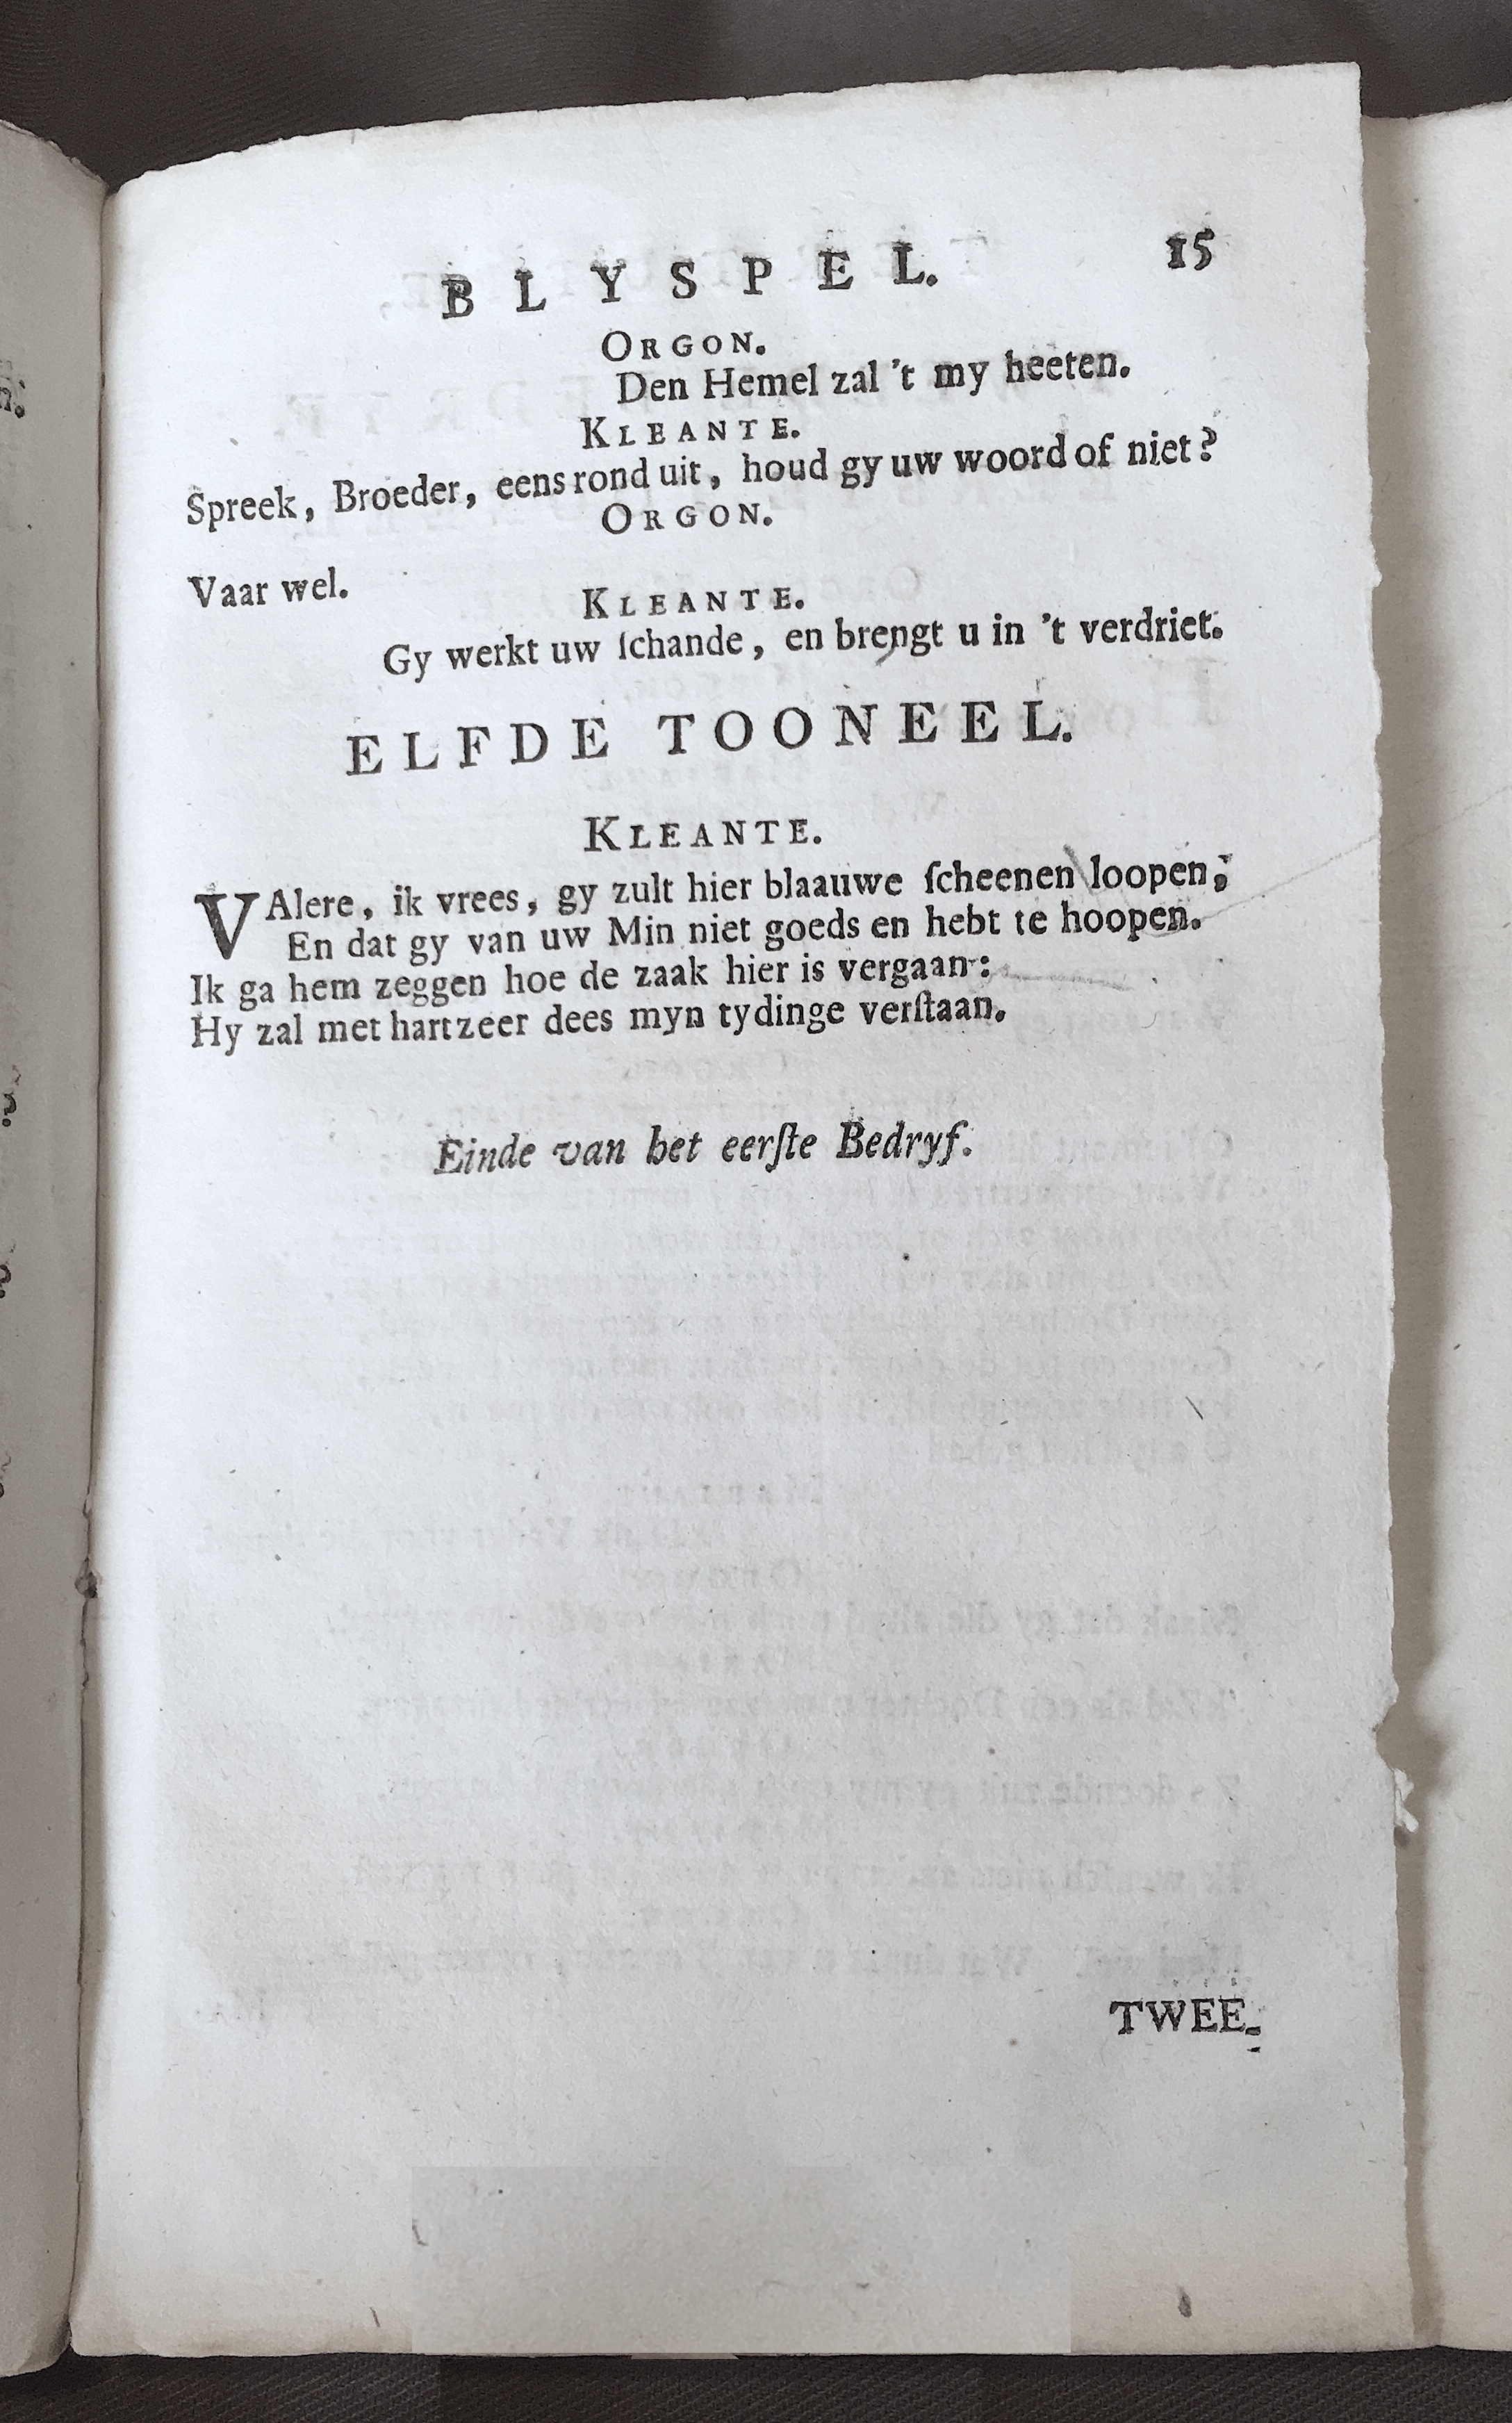 BLYSPEL. 15
ORGON.
Den Hemel zal 't my heeten.
KLEANTE.
Spreek, Broeder, eens rond uit, houd gy uw woord of niet?
ORGON.
Vaar wel.
KLEANTE.
Gy werkt uw ſchande, en brengt u in 't verdriet.
ELFDE TOONEEL.
KLEANTE.
VAlere, ik vrees, gy zult hier blaauwe ſcheenen loopen;
En dat gy van uw Min niet goeds en hebt te hoopen.
Ik ga hem zeggen hoe de zaak hier is vergaan:
Hy zal met hartzeer dees myn tydinge verſtaan.
Einde van het eerſte Bedryf.
TWEE-